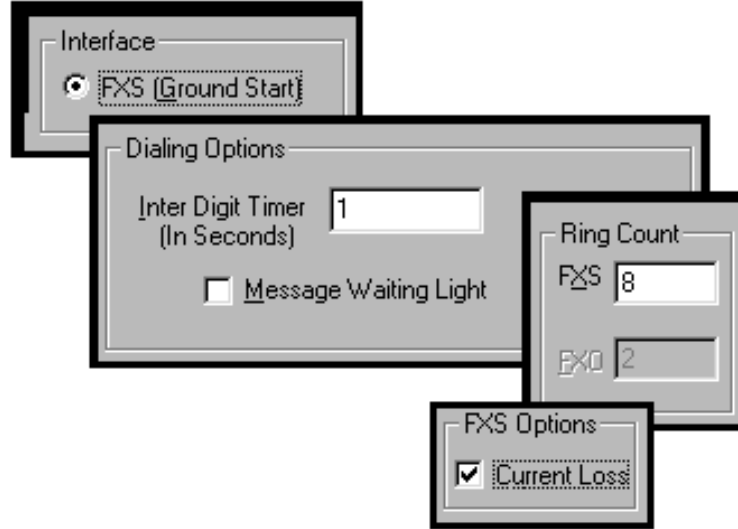 Interface
FXS (Ground Start)
Dialing Options
Inter Digit Timer
(In Seconds)
1
Message Waiting Light
Ring Count
FXS 8
FXO 2
FXS Options
Current Loss